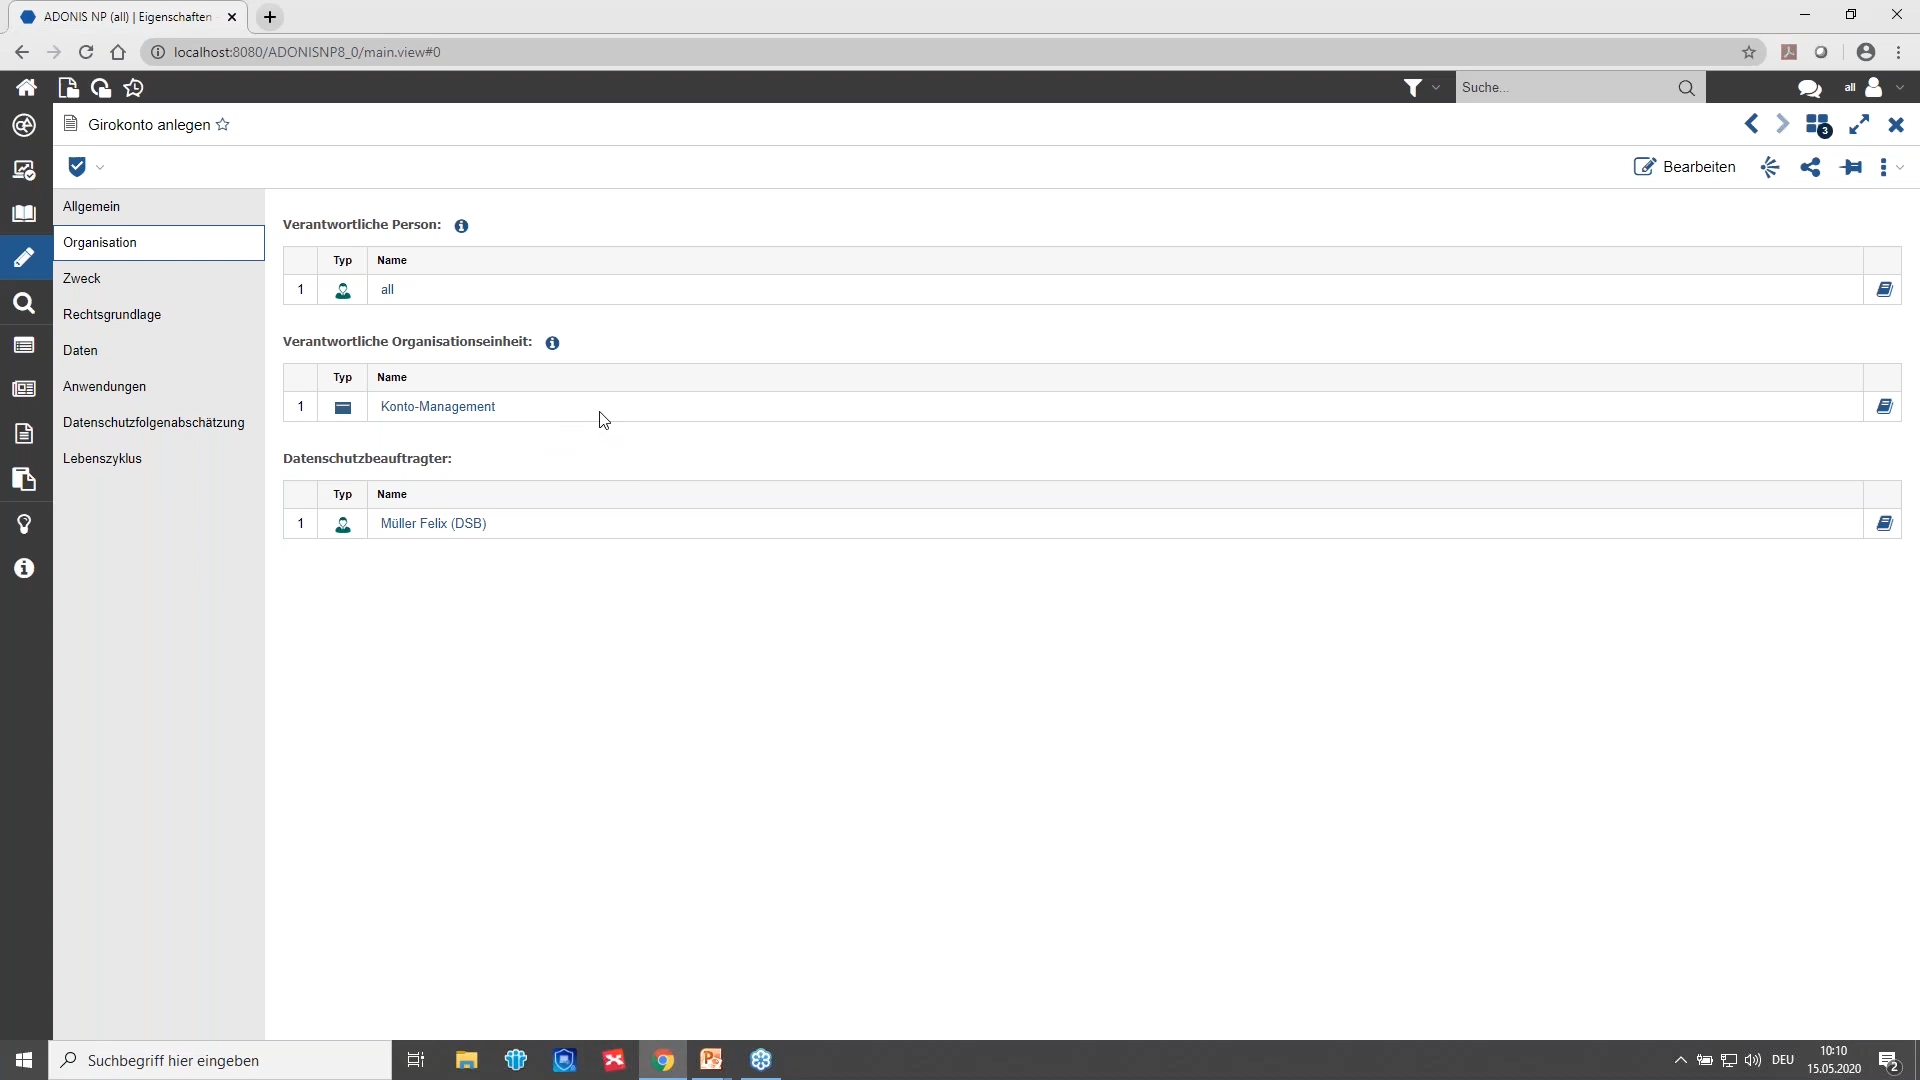 ADONIS NP (all) | Eigenschaften
localhost:8080/ADONISNP8_0/main.view#0
Suche...
all
Girokonto anlegen
3
Bearbeiten
Allgemein
Organisation
Zweck
Rechtsgrundlage
Daten
Anwendungen
Datenschutzfolgenabschätzung
Lebenszyklus
Verantwortliche Person:
Typ Name
1 all
Verantwortliche Organisationseinheit:
Typ Name
1 Konto-Management
Datenschutzbeauftragter:
Typ Name
1 Müller Felix (DSB)
Suchbegriff hier eingeben
DEU
10:10
15.05.2020
2